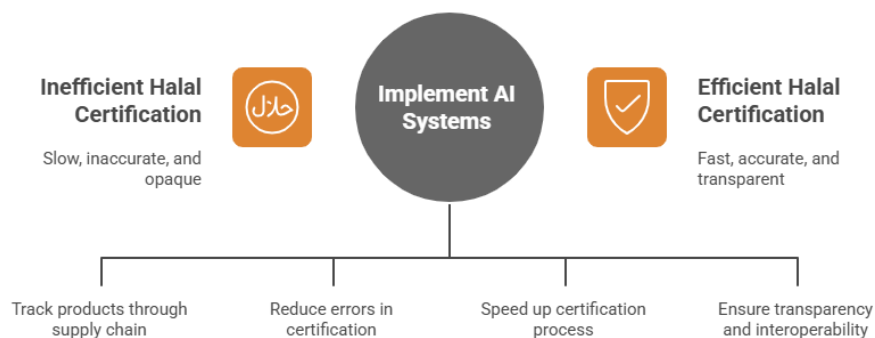 Inefficient Halal
Certification
Slow, inaccurate, and
opaque
حلال
Implement AI
Systems
Efficient Halal
Certification
Fast, accurate, and
transparent
Track products through
supply chain
Reduce errors in
certification
Speed up certification
process
Ensure transparency
and interoperability